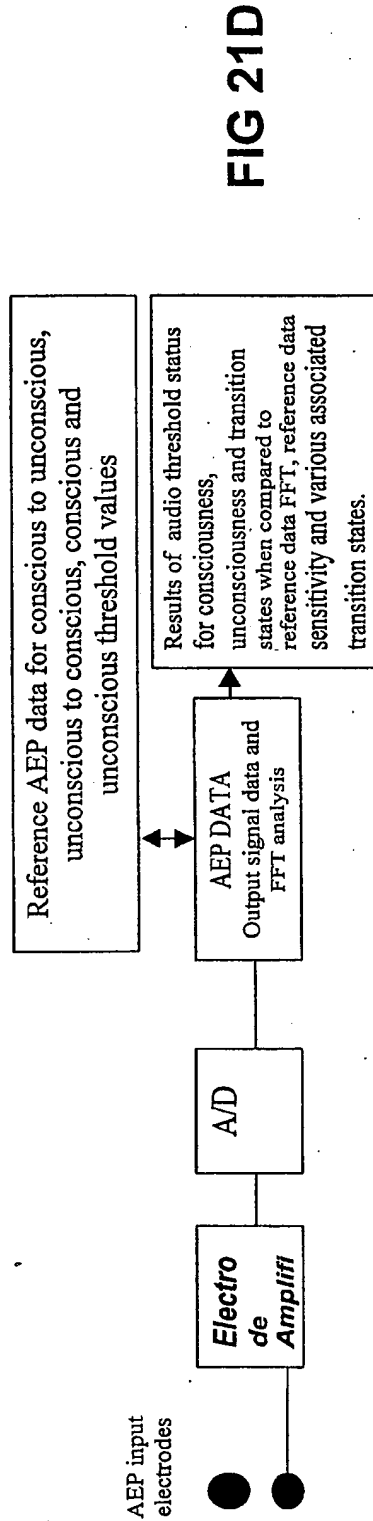 AEP input
electrodes
Electro
de
Amplifi
A/D
AEP DATA
Output signal data and
FFT analysis
Reference AEP data for conscious to unconscious,
unconscious to conscious, conscious and
unconscious threshold values
Results of audio threshold status
for consciousness,
unconsciousness and transition
states when compared to
reference data FFT, reference data
sensitivity and various associated
transition states.
FIG 21D